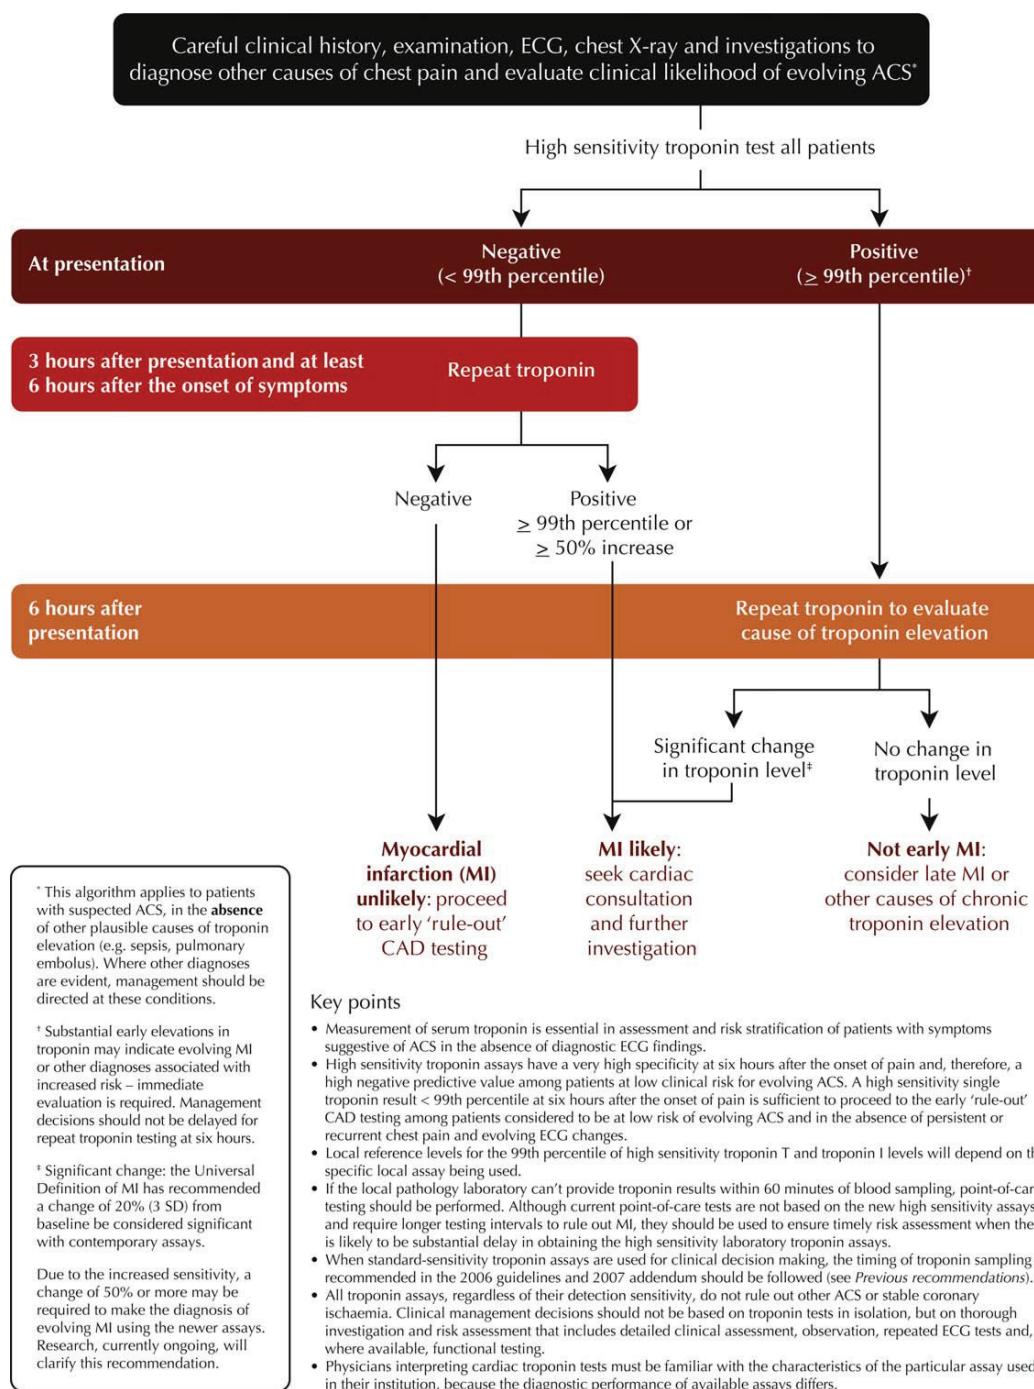 Careful clinical history, examination, ECG, chest X-ray and investigations to
diagnose other causes of chest pain and evaluate clinical likelihood of evolving ACS*
High sensitivity troponin test all patients
At presentation
Negative
(< 99th percentile)
Positive
(≥ 99th percentile)†
3 hours after presentation and at least
6 hours after the onset of symptoms
Repeat troponin
Negative
Positive
≥ 99th percentile or
≥ 50% increase
6 hours after
presentation
Repeat troponin to evaluate
cause of troponin elevation
Significant change
in troponin level‡
No change in
troponin level
Myocardial
infarction (MI)
unlikely: proceed
to early ‘rule-out’
CAD testing
MI likely:
seek cardiac
consultation
and further
investigation
Not early MI:
consider late MI or
other causes of chronic
troponin elevation
* This algorithm applies to patients
with suspected ACS, in the absence
of other plausible causes of troponin
elevation (e.g. sepsis, pulmonary
embolus). Where other diagnoses
are evident, management should be
directed at these conditions.
† Substantial early elevations in
troponin may indicate evolving MI
or other diagnoses associated with
increased risk – immediate
evaluation is required. Management
decisions should not be delayed for
repeat troponin testing at six hours.
‡ Significant change: the Universal
Definition of MI has recommended
a change of 20% (3 SD) from
baseline be considered significant
with contemporary assays.
Due to the increased sensitivity, a
change of 50% or more may be
required to make the diagnosis of
evolving MI using the newer assays.
Research, currently ongoing, will
clarify this recommendation.
Key points
• Measurement of serum troponin is essential in assessment and risk stratification of patients with symptoms
suggestive of ACS in the absence of diagnostic ECG findings.
• High sensitivity troponin assays have a very high specificity at six hours after the onset of pain and, therefore, a
high negative predictive value among patients at low clinical risk for evolving ACS. A high sensitivity single
troponin result < 99th percentile at six hours after the onset of pain is sufficient to proceed to the early ‘rule-out’
CAD testing among patients considered to be at low risk of evolving ACS and in the absence of persistent or
recurrent chest pain and evolving ECG changes.
• Local reference levels for the 99th percentile of high sensitivity troponin T and troponin I levels will depend on
specific local assay being used.
• If the local pathology laboratory can’t provide troponin results within 60 minutes of blood sampling,
testing should be performed. Although current point-of-care tests are not based on the new high sensitivity assays
and require longer testing intervals to rule out MI, they should be used to ensure timely risk assessment when
is likely to be substantial delay in obtaining the high sensitivity laboratory troponin assays.
• When standard-sensitivity troponin assays are used for clinical decision making, the timing of troponin sampling
recommended in the 2006 guidelines and 2007 addendum should be followed (see Previous recommendations).
• All troponin assays, regardless of their detection sensitivity, do not rule out other ACS or stable coronary
ischaemia. Clinical management decisions should not be based on troponin tests in isolation, but on thorough
investigation and risk assessment that includes detailed clinical assessment, observation, repeated ECG tests and,
where available, functional testing.
• Physicians interpreting cardiac troponin tests must be familiar with the characteristics of the particular assay used
in their institution, because the diagnostic performance of available assays differs.